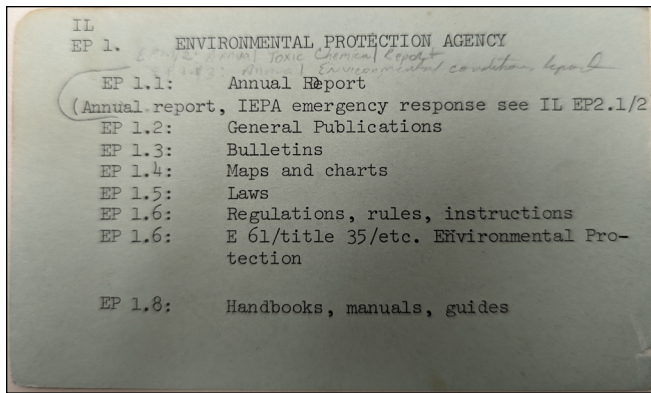 IL
EP 1. ENVIRONMENTAL PROTECTION AGENCY
Annual Toxic Chemical Report
Annual Environmental condition report
EP 1.1: Annual Report
(Annual report, IEPA emergency response see IL EP2.1/2
EP 1.2: General Publications
EP 1.3: Bulletins
EP 1.4: Maps and charts
EP 1.5: Laws
EP 1.6: Regulations, rules, instructions
EP 1.6: E 61/title 35/etc. Environmental Pro-
tection
EP 1.8: Handbooks, manuals, guides